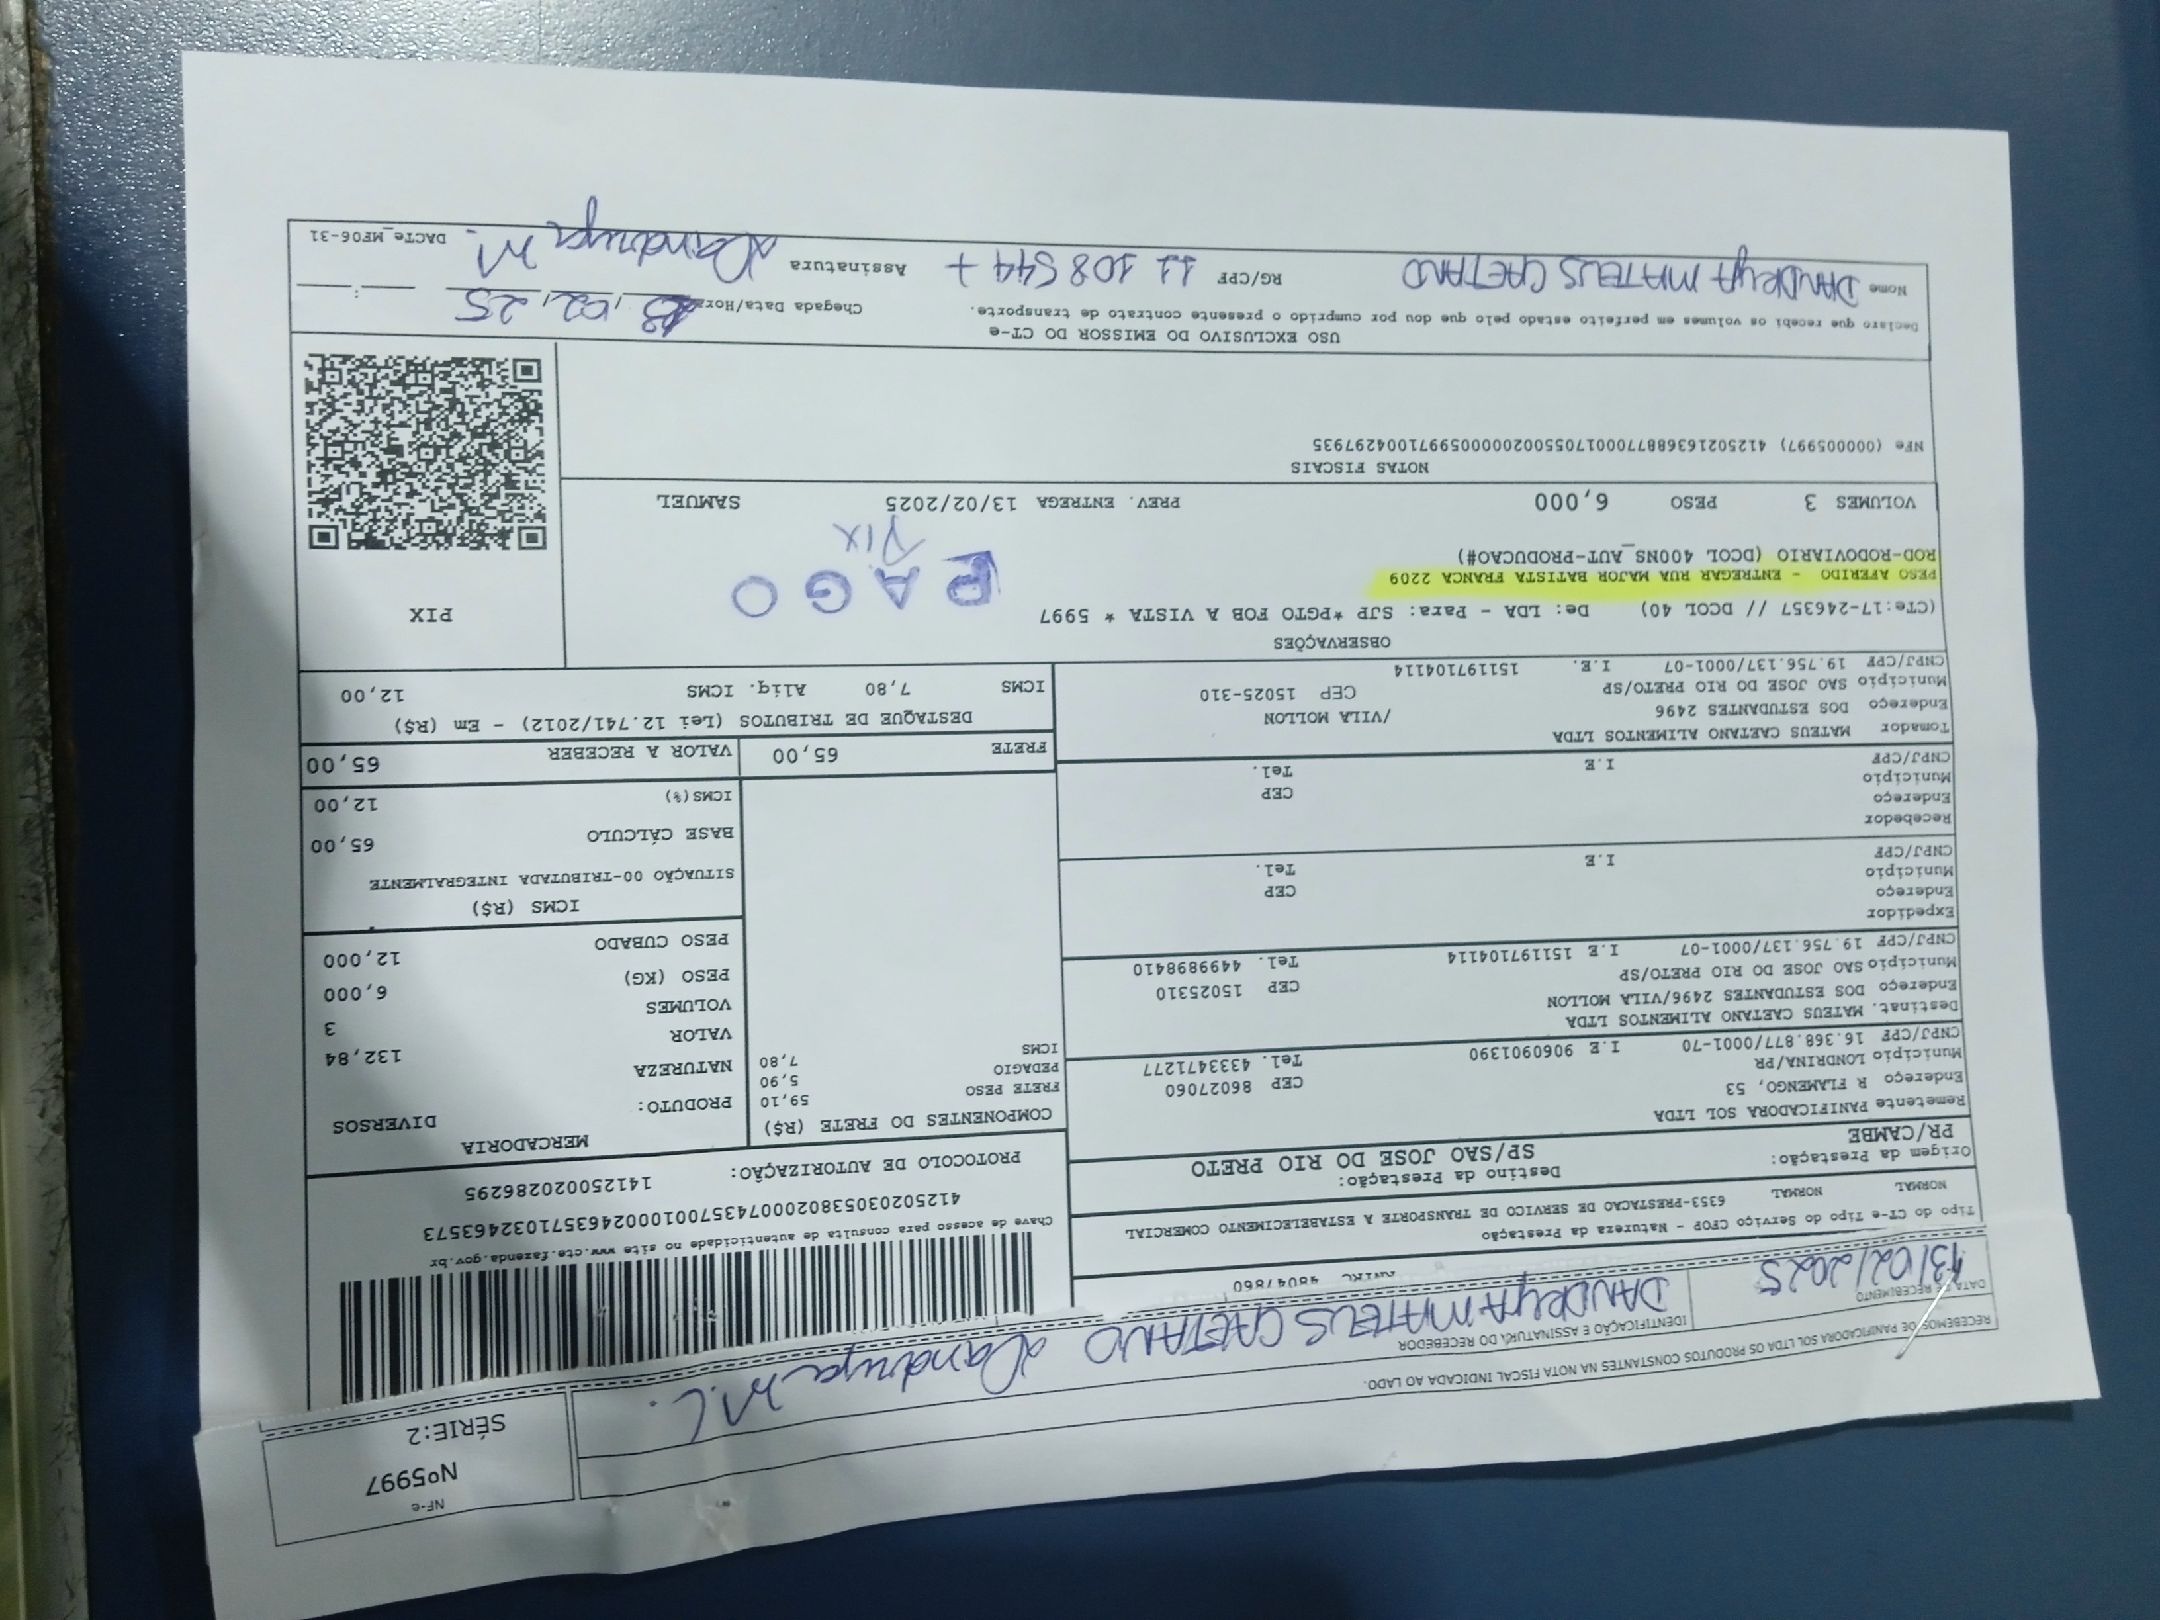 RECEBEMOS DE PANIFICADORA SOL LTDA OS PRODUTOS CONSTANTES NA NOTA FISCAL INDICADA AO LADO.
DATA DE RECEBIMENTO
13/02/2025
IDENTIFICAÇÃO E ASSINATURA DO RECEBEDOR
DANDRYA MATEUS CAETANO Dandrya M.C.
NF-e
Nº5997
SÉRIE:2
48047860
Tipo do CT-e Tipo do Serviço CFOP - Natureza da Prestação
NORMAL NORMAL 6353-PRESTACAO DE SERVICO DE TRANSPORTE A ESTABELECIMENTO COMERCIAL
Origem da Prestação: Destino da Prestação:
PR/CAMBE SP/SAO JOSE DO RIO PRETO
Remetente PANIFICADORA SOL LTDA
Endereço R FLAMENGO, 53 CEP 86027060
Município LONDRINA/PR Tel. 4333471277
CNPJ/CPF 16.368.877/0001-70 I.E 9060901390
Destinat. MATEUS CAETANO ALIMENTOS LTDA
Endereço DOS ESTUDANTES 2496/VILA MOLLON CEP 15025310
Município SAO JOSE DO RIO PRETO/SP Tel. 449898410
CNPJ/CPF 19.756.137/0001-07 I.E 151197104114
Expedidor
Endereço CEP
Município Tel.
CNPJ/CPF I.E
Recebedor
Endereço CEP
Município Tel.
CNPJ/CPF I.E
Tomador MATEUS CAETANO ALIMENTOS LTDA
Endereço DOS ESTUDANTES 2496 /VILA MOLLON
Município SAO JOSE DO RIO PRETO/SP CEP 15025-310
CNPJ/CPF 19.756.137/0001-07 I.E. 151197104114
Chave de acesso para consulta de autenticidade no site www.cte.fazenda.gov.br
41250203053802000743570010002463571032463573
PROTOCOLO DE AUTORIZAÇÃO: 141250020286295
COMPONENTES DO FRETE (R$)
FRETE PESO 59,10
PEDAGIO 5,90
ICMS 7,80
MERCADORIA
PRODUTO: DIVERSOS
NATUREZA
VALOR 132,84
VOLUMES 3
PESO (KG) 6,000
PESO CUBADO 12,000
ICMS (R$)
SITUAÇÃO 00-TRIBUTADA INTEGRALMENTE
BASE CÁLCULO 65,00
ICMS(%) 12,00
FRETE 65,00 VALOR A RECEBER 65,00
DESTAQUE DE TRIBUTOS (Lei 12.741/2012) - Em (R$)
ICMS 7,80 Aliq. ICMS 12,00
OBSERVAÇÕES
(CTe:17-246357 // DCOL 40) De: LDA - Para: SJP *PGTO FOB A VISTA * 5997
PESO AFERIDO - ENTREGAR RUA MAJOR BATISTA FRANCA 2209
ROD-RODOVIARIO (DCOL 400NS_AUT-PRODUCAO#)
PAGO
PIX
PIX
VOLUMES 3 PESO 6,000 PREV. ENTREGA 13/02/2025 SAMUEL
NOTAS FISCAIS
NFe (000005997) 41250216368877000170550020000059971004297935
USO EXCLUSIVO DO EMISSOR DO CT-e
Declaro que recebi os volumes em perfeito estado pelo que dou por cumprido o presente contrato de transporte. Chegada Data/Hora 13/02/25 __:__
Nome DANDRYA MATEUS CAETANO RG/CPF 11 108 544 7 Assinatura Dandrya M. DACTe_MF06-31